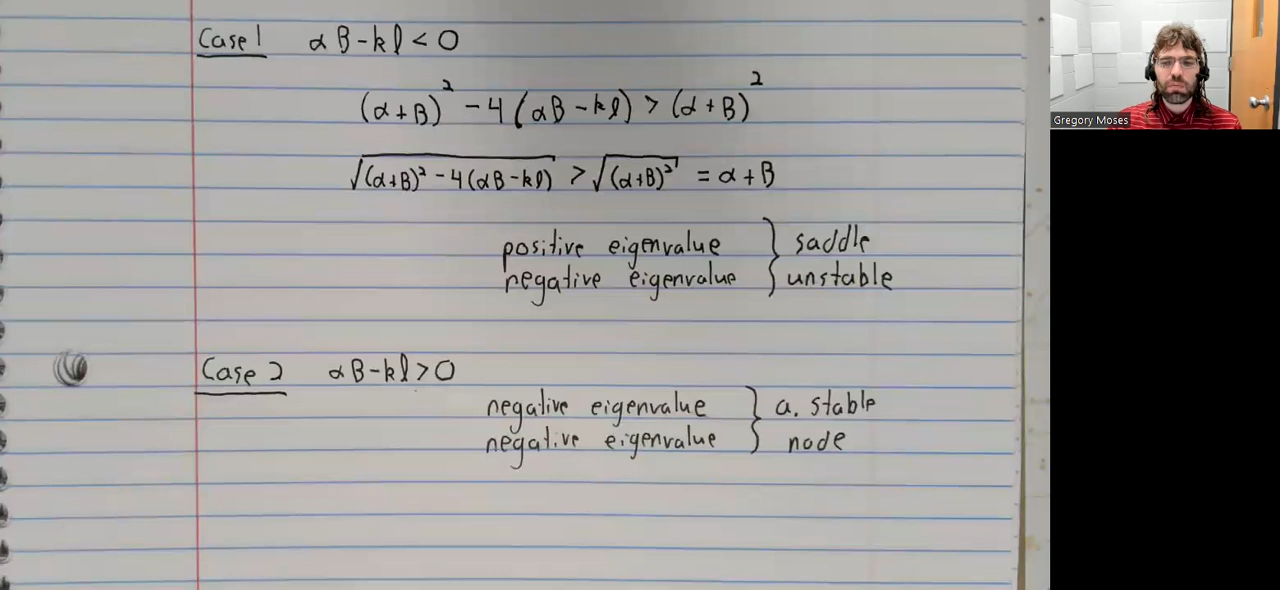 Case 1 αB-kl < 0
(α+B)² - 4(αB-kl) > (α+B)²
√(α+B)² - 4(αB-kl) > √(α+B)² = α+B
positive eigenvalue } saddle
negative eigenvalue } unstable
Case 2 αB-kl > 0
negative eigenvalue } a. stable
negative eigenvalue } node
Gregory Moses